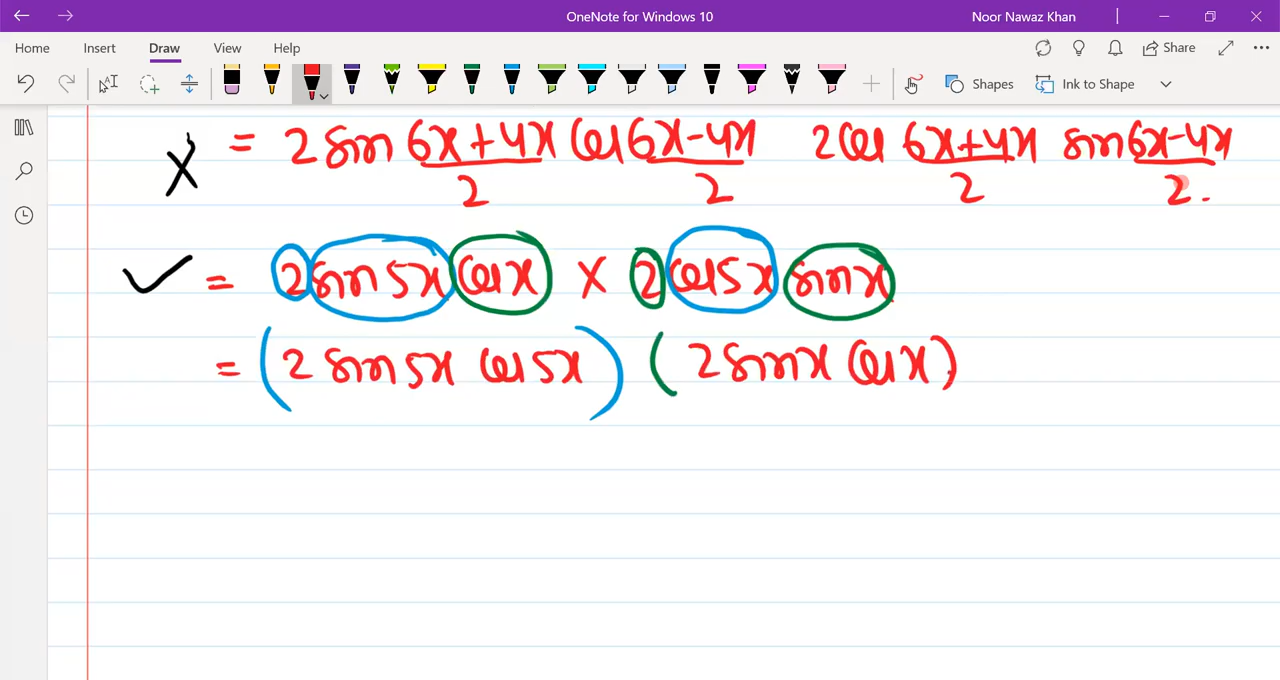 OneNote for Windows 10
Noor Nawaz Khan
Home Insert Draw View Help
Share
Shapes Ink to Shape
X = 2 sin 6x+4x/2 cos 6x-4x/2 2 cos 6x+4x/2 sin 6x-4x/2.
✓ = 2 sin 5x cos x × 2 cos 5x sin x
= (2 sin 5x cos 5x) (2 sin x cos x)